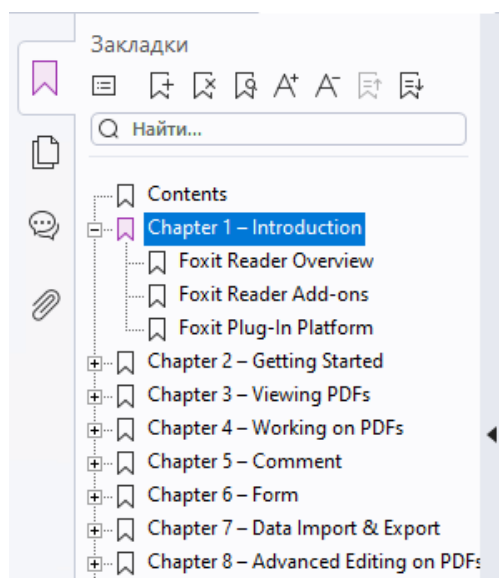 Закладки
Найти...
Contents
Chapter 1 – Introduction
Foxit Reader Overview
Foxit Reader Add-ons
Foxit Plug-In Platform
Chapter 2 – Getting Started
Chapter 3 – Viewing PDFs
Chapter 4 – Working on PDFs
Chapter 5 – Comment
Chapter 6 – Form
Chapter 7 – Data Import & Export
Chapter 8 – Advanced Editing on PDFs